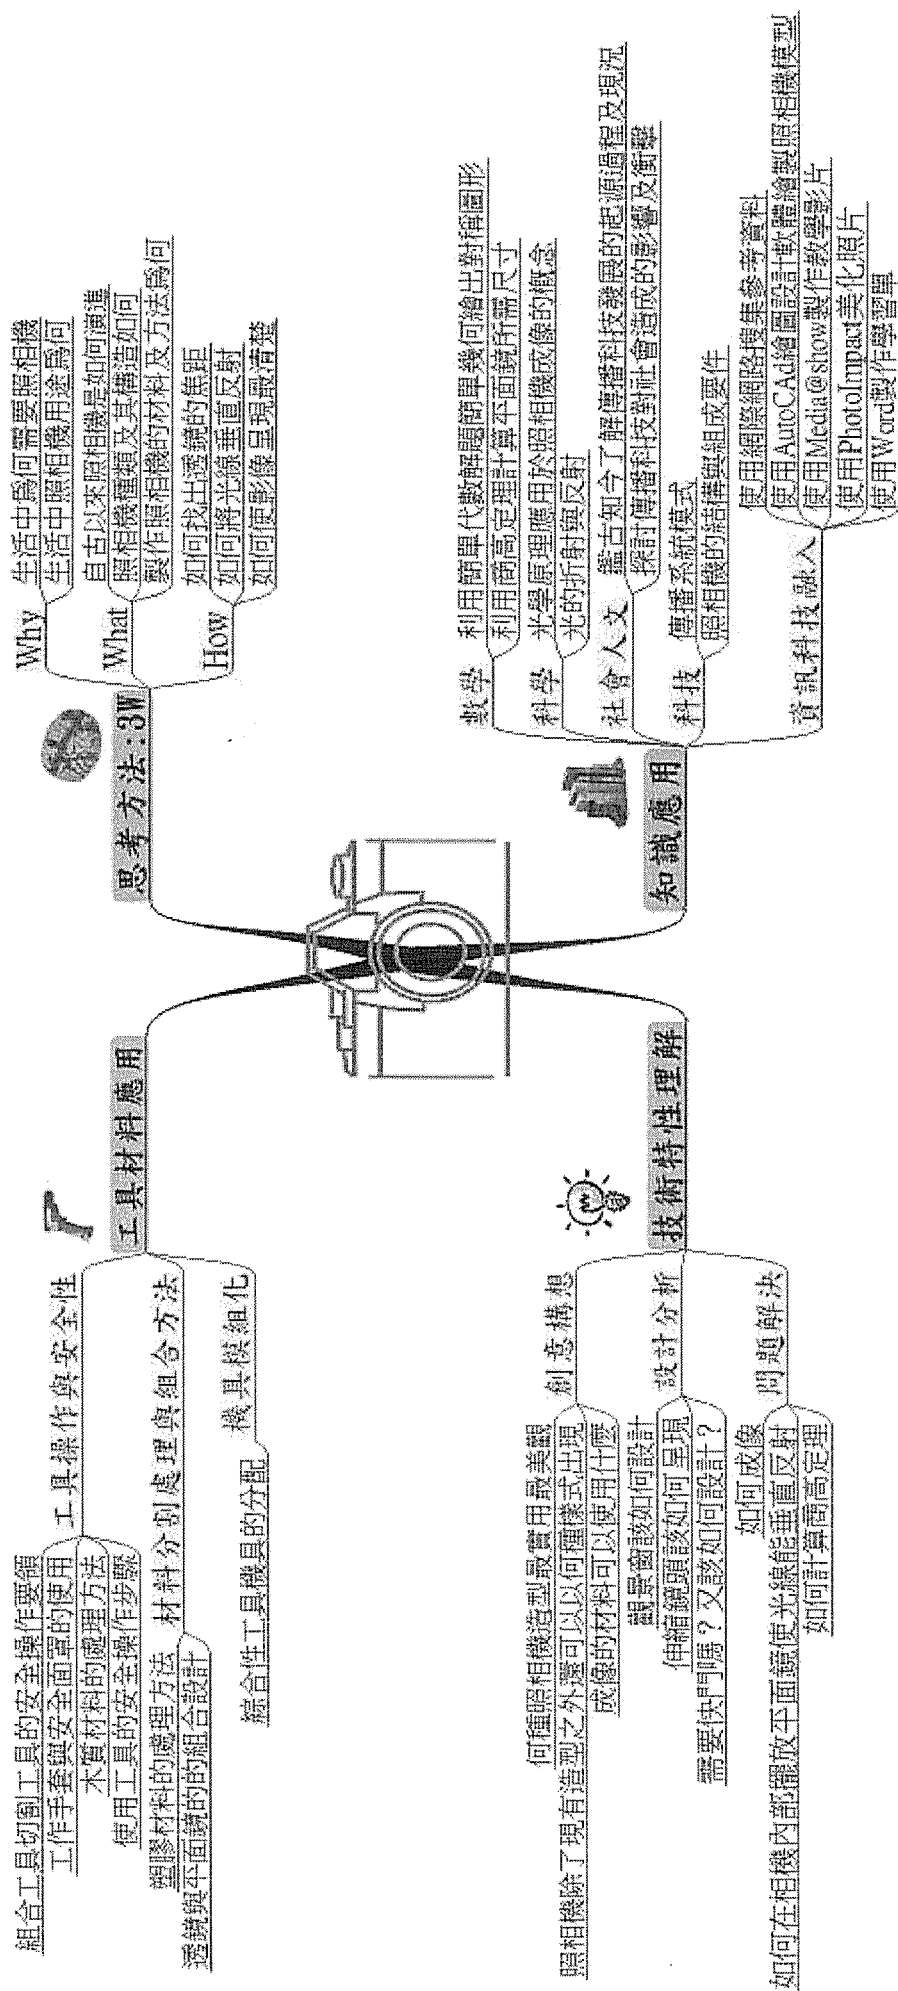 思考方法:3W
Why
生活中為何需要照相機
生活中照相機用途為何
What
自古以來照相機是如何演進
照相機種類及其構造如何
製作照相機的材料及方法為何
How
如何找出透鏡的焦距
如何將光線垂直反射
如何使影像呈現最清楚
知識應用
數學
利用簡單代數解題簡單幾何繪出對稱圖形
利用商高定理計算平面鏡所需尺寸
科學
光學原理應用於照相機成像的概念
光的折射與反射
社會人文
鑑古知今了解傳播科技發展的起源過程及現況
探討傳播科技對社會造成的影響及衝擊
科技
傳播系統模式
照相機的結構與組成要件
資訊科技融入
使用網際網路搜集參考資料
使用AutoCAd繪圖設計軟體繪製照相機模型
使用Media@show製作教學影片
使用PhotoImpact美化照片
使用Word製作學習單
工具材料應用
工具操作與安全性
組合工具切割工具的安全操作要領
工作手套與安全面罩的使用
木質材料的處理方法
使用工具的安全操作步驟
材料分割處理與組合方法
塑膠材料的處理方法
透鏡與平面鏡的的組合設計
機具模組化
綜合性工具機具的分配
技術特性理解
創意構想
何種照相機造型最實用最美觀
照相機除了現有造型之外還可以以何種樣式出現
成像的材料可以使用什麼
設計分析
觀景窗該如何設計
伸縮鏡頭該如何呈現
需要快門嗎？又該如何設計？
問題解決
如何成像
如何在相機內部擺放平面鏡使光線能垂直反射
如何計算商高定理